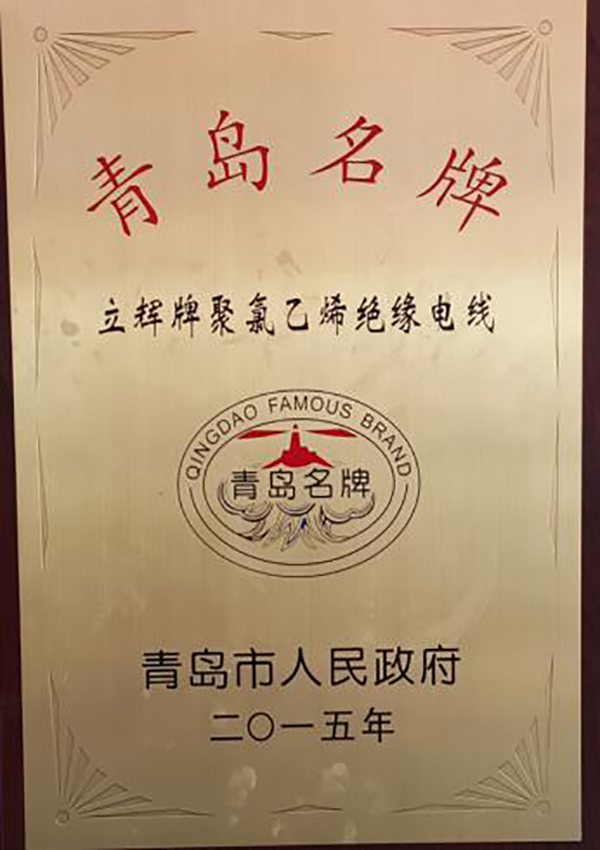 青岛名牌
立辉牌聚氯乙烯绝缘电线
QINGDAO FAMOUS BRAND
青岛名牌
青岛市人民政府
二〇一五年